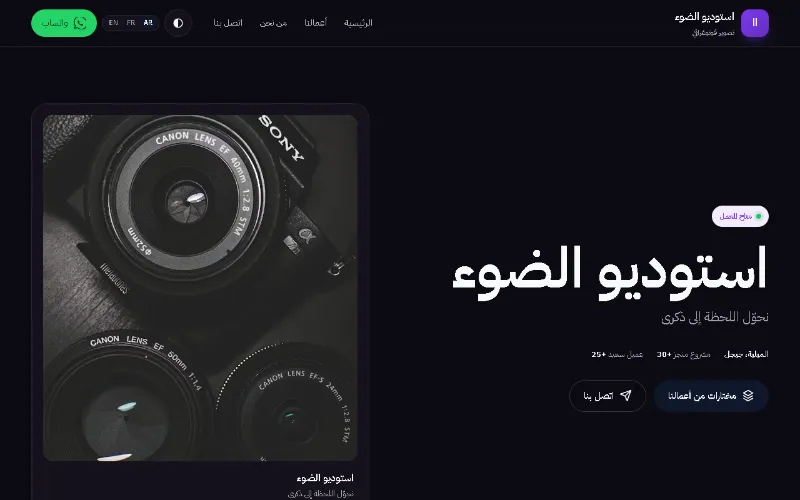 استوديو الضوء
تصوير فوتوغرافي
الرئيسية
أعمالنا
من نحن
اتصل بنا
EN FR AR
واتساب
متاح للعمل
استوديو الضوء
نحوّل اللحظة إلى ذكرى
الميلية، جيجل
مشروع منجز +30
عميل سعيد +25
مختارات من أعمالنا
اتصل بنا
SONY
CANON LENS EF 40mm 1:2.8 STM
Φ52mm
α
CANON LENS EF 50mm 1:1.4
CANON LENS EF-S 24mm 1:2.8 STM
استوديو الضوء
نحوّل اللحظة إلى ذكرى